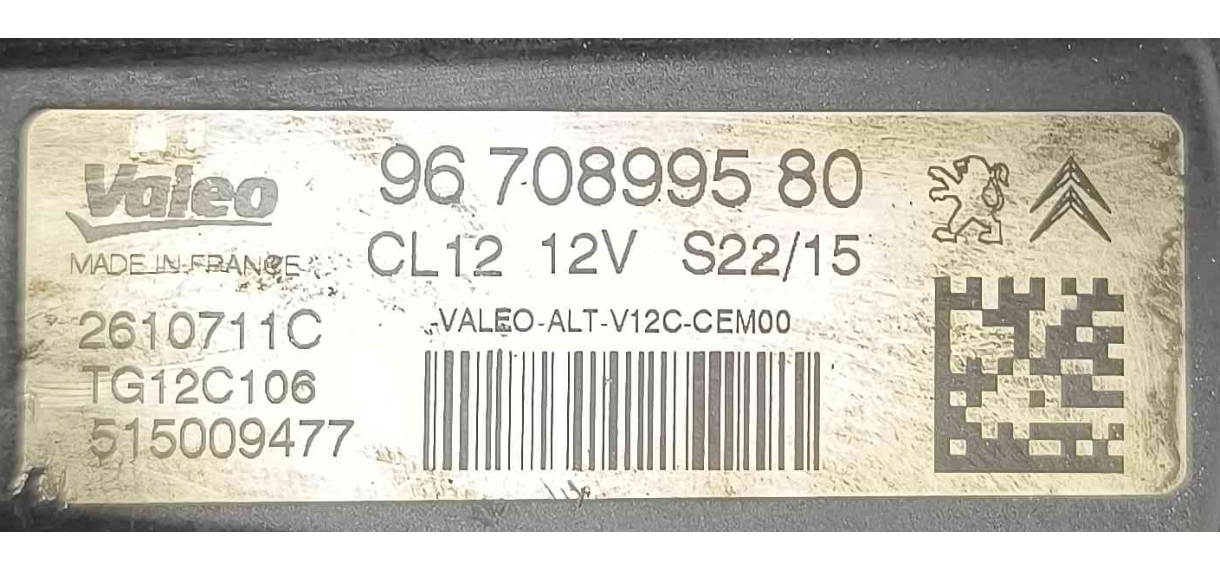 Valeo
MADE IN FRANCE
2610711C
TG12C106
515009477
96 708995 80
CL12 12V S22/15
-VALEO-ALT-V12C-CEM00